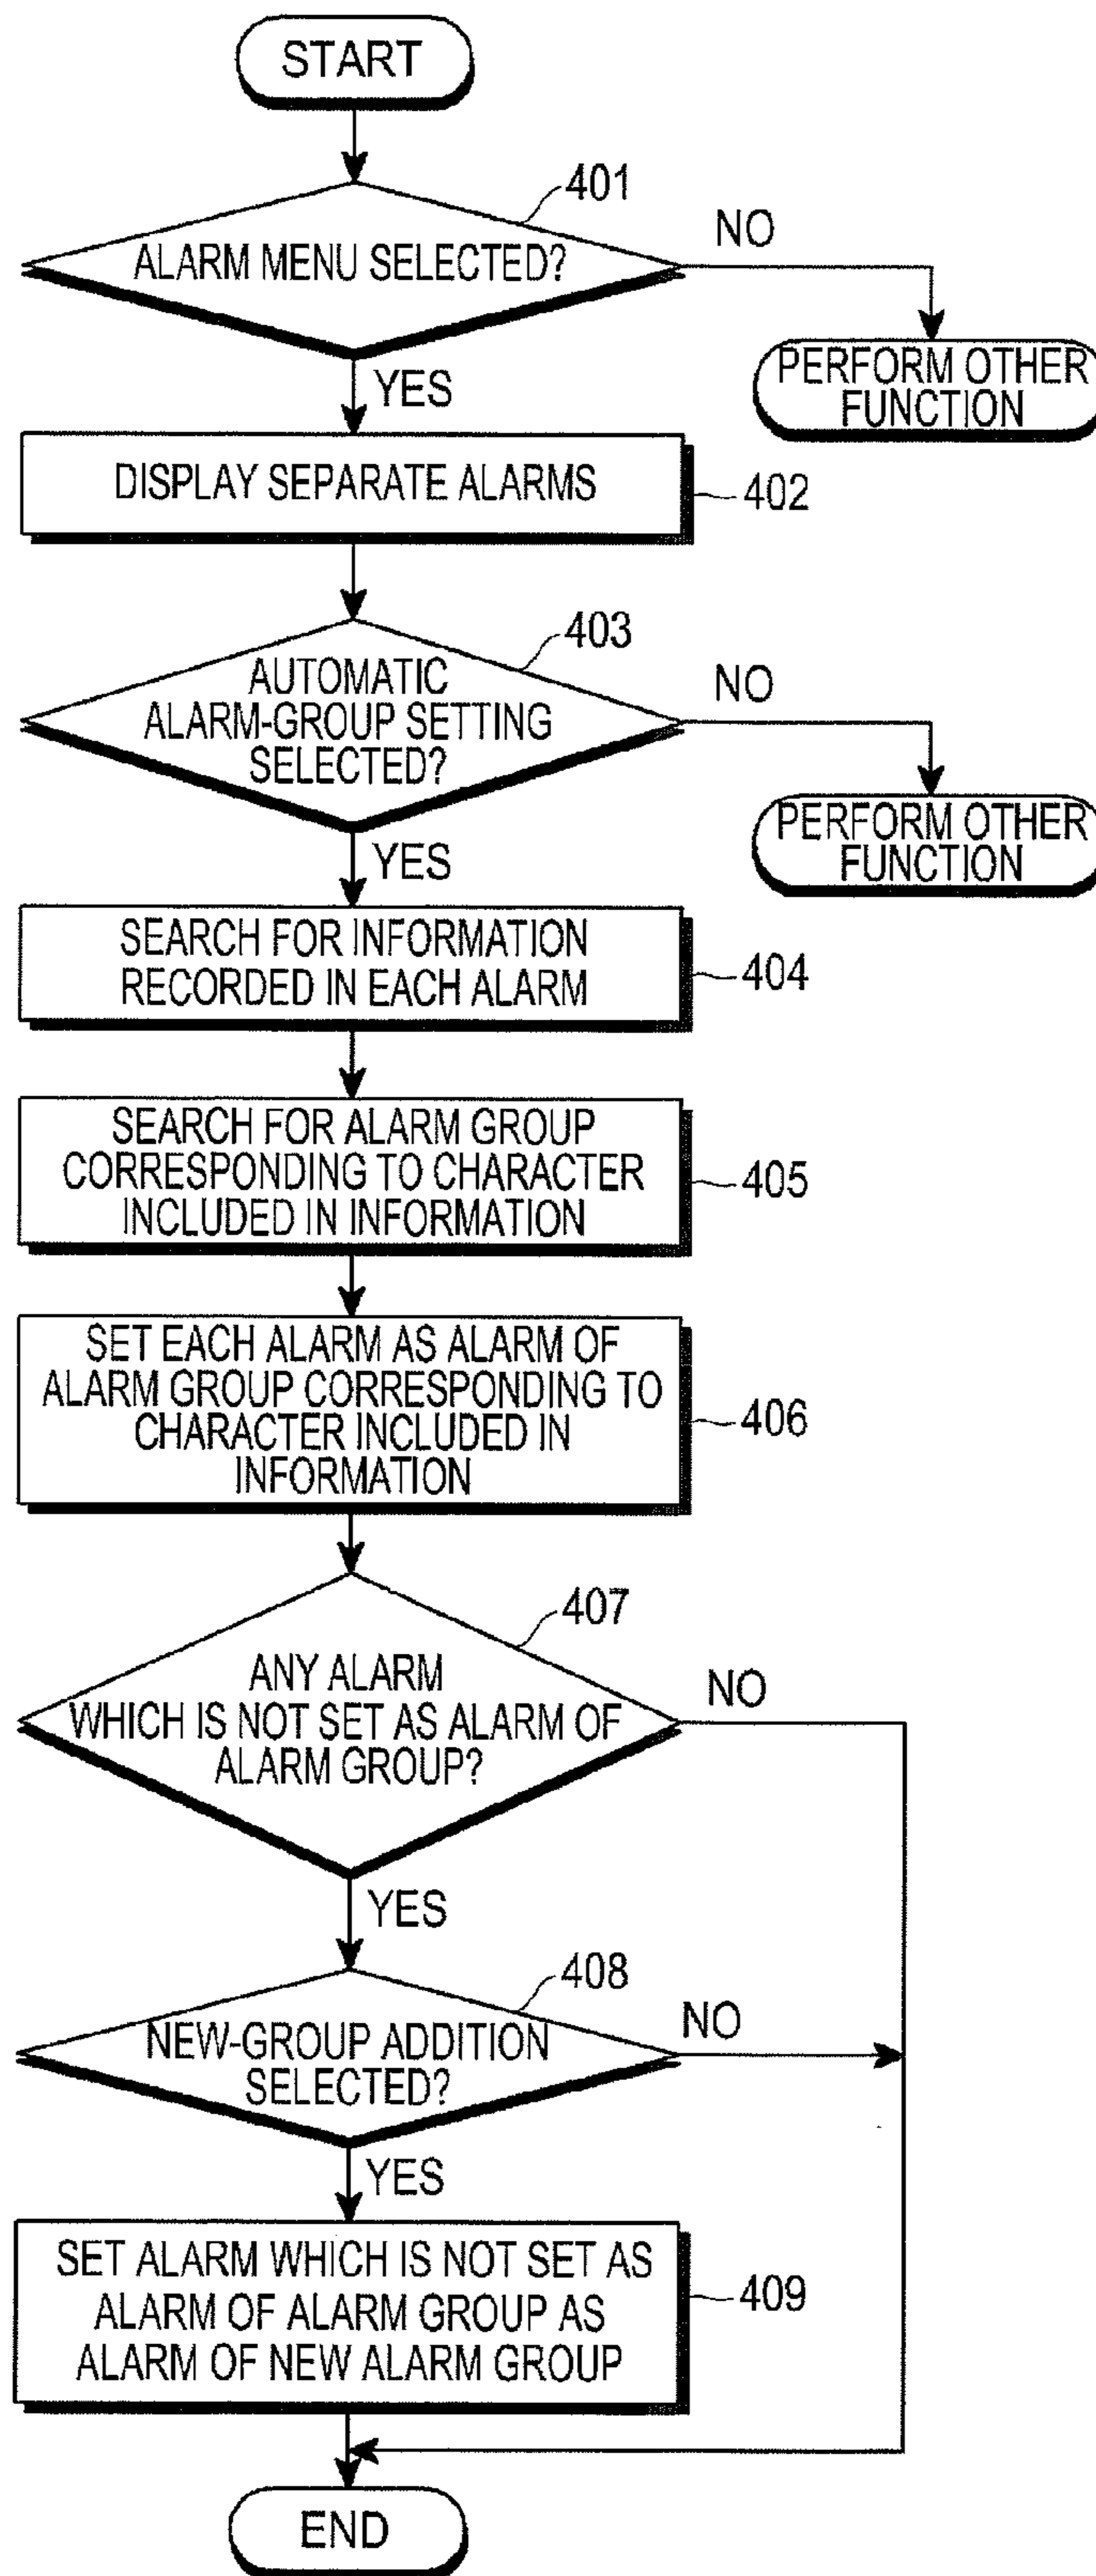 START
401
ALARM MENU SELECTED?
NO
PERFORM OTHER
FUNCTION
YES
DISPLAY SEPARATE ALARMS
402
403
AUTOMATIC
ALARM-GROUP SETTING
SELECTED?
NO
PERFORM OTHER
FUNCTION
YES
SEARCH FOR INFORMATION
RECORDED IN EACH ALARM
404
SEARCH FOR ALARM GROUP
CORRESPONDING TO CHARACTER
INCLUDED IN INFORMATION
405
SET EACH ALARM AS ALARM OF
ALARM GROUP CORRESPONDING TO
CHARACTER INCLUDED IN
INFORMATION
406
407
ANY ALARM
WHICH IS NOT SET AS ALARM OF
ALARM GROUP?
NO
YES
408
NEW-GROUP ADDITION
SELECTED?
NO
YES
SET ALARM WHICH IS NOT SET AS
ALARM OF ALARM GROUP AS
ALARM OF NEW ALARM GROUP
409
END